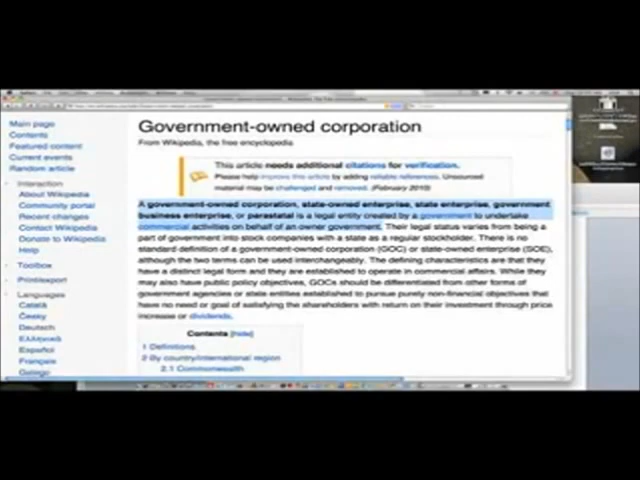 Main page
Contents
Featured content
Current events
Random article
Interaction
About Wikipedia
Community portal
Recent changes
Contact Wikipedia
Donate to Wikipedia
Help
Toolbox
Print/export
Languages
Català
Česky
Deutsch
Ελληνικά
Español
Français
Galego
Government-owned corporation
From Wikipedia, the free encyclopedia
This article needs additional citations for verification.
Please help improve this article by adding reliable references. Unsourced
material may be challenged and removed. (February 2010)
A government-owned corporation, state-owned enterprise, state enterprise, government
business enterprise, or parastatal is a legal entity created by a government to undertake
commercial activities on behalf of an owner government. Their legal status varies from being a
part of government into stock companies with a state as a regular stockholder. There is no
standard definition of a government-owned corporation (GOC) or state-owned enterprise (SOE),
although the two terms can be used interchangeably. The defining characteristics are that they
have a distinct legal form and they are established to operate in commercial affairs. While they
may also have public policy objectives, GOCs should be differentiated from other forms of
government agencies or state entities established to pursue purely non-financial objectives that
have no need or goal of satisfying the shareholders with return on their investment through price
increase or dividends.
Contents [hide]
1 Definitions
2 By country/international region
2.1 Commonwealth